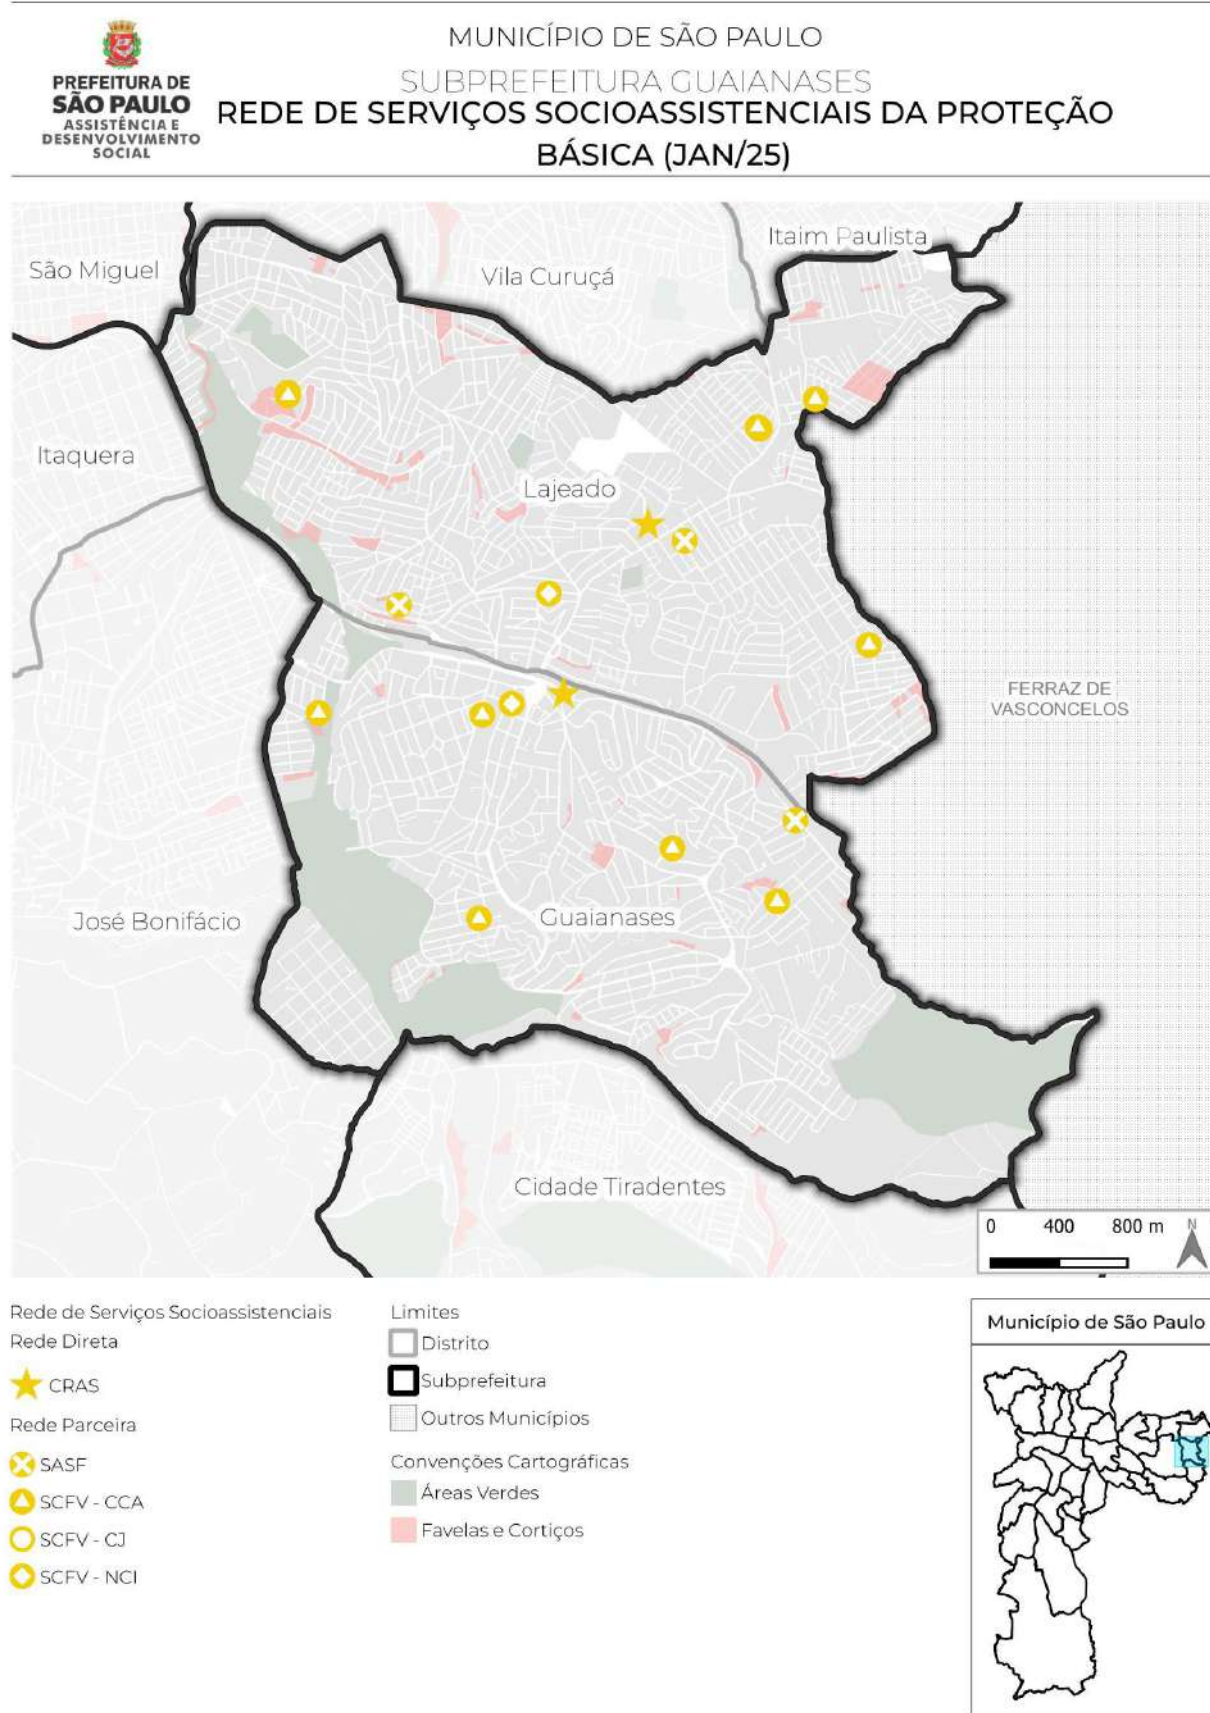 PREFEITURA DE
SÃO PAULO
ASSISTÊNCIA E
DESENVOLVIMENTO
SOCIAL
MUNICÍPIO DE SÃO PAULO
SUBPREFEITURA GUAIANASES
REDE DE SERVIÇOS SOCIOASSISTENCIAIS DA PROTEÇÃO
BÁSICA (JAN/25)
Itaim Paulista
São Miguel
Vila Curuçá
Itaquera
Lajeado
FERRAZ DE
VASCONCELOS
José Bonifácio
Guaianases
Cidade Tiradentes
0 400 800 m N
Rede de Serviços Socioassistenciais
Rede Direta
CRAS
Rede Parceira
SASF
SCFV - CCA
SCFV - CJ
SCFV - NCI
Limites
Distrito
Subprefeitura
Outros Municípios
Convenções Cartográficas
Áreas Verdes
Favelas e Cortiços
Município de São Paulo